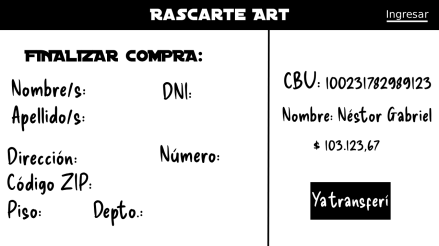 RASCARTE ART
Ingresar
FINALIZAR COMPRA:
Nombre/s:
DNI:
Apellido/s:
Dirección:
Número:
Código ZIP:
Piso:
Depto.:
CBU: 100231782989123
Nombre: Néstor Gabriel
$ 103.123,67
Ya transferí